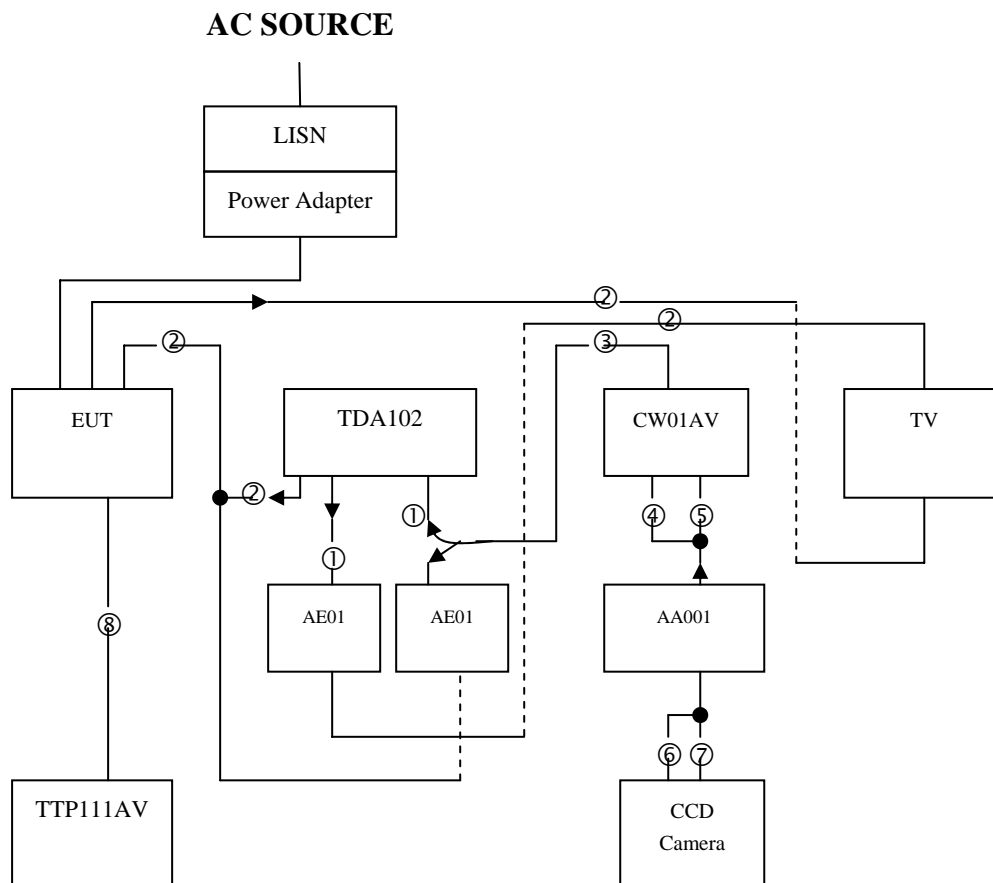 AC SOURCE
LISN
Power Adapter
②
②
②
③
EUT
TDA102
CW01AV
TV
②
①
④
⑤
①
AE01
AE01
AA001
⑧
⑥
⑦
TTP111AV
CCD
Camera